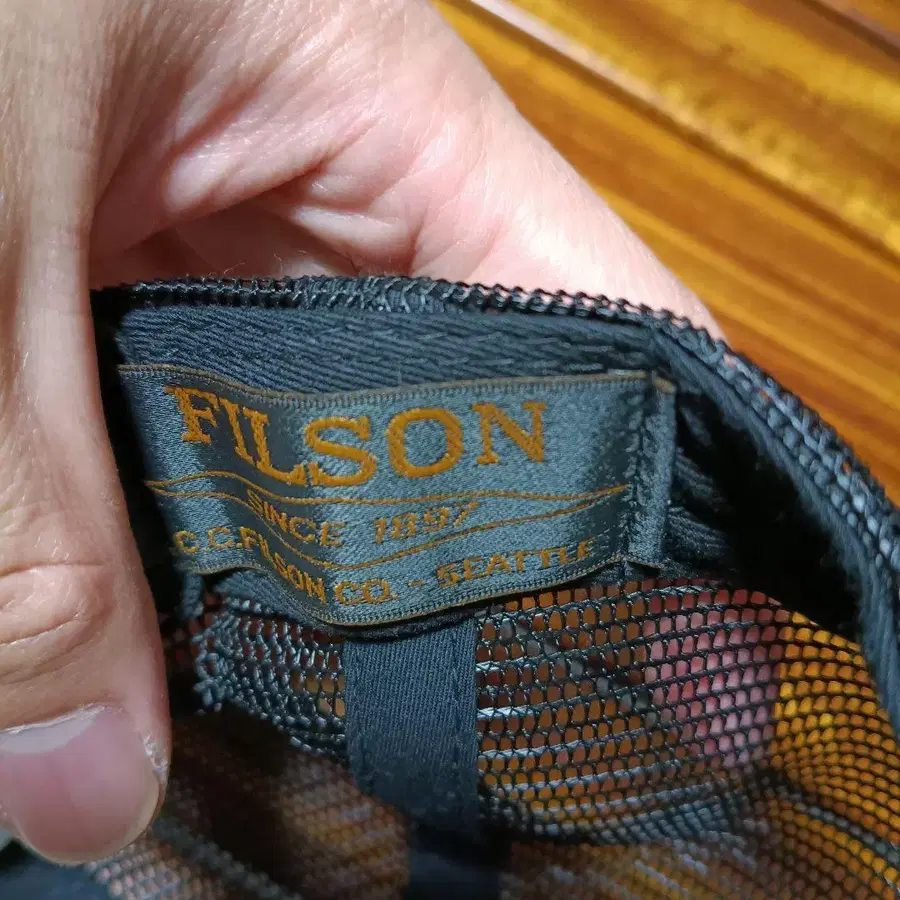 FILSON
SINCE 1897
C.C.FILSON CO. - SEATTLE